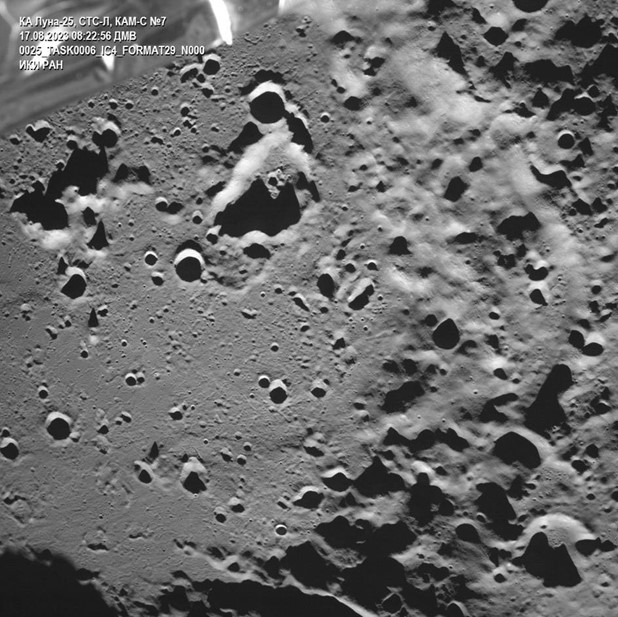 КА Луна-25, СТС-Л, КАМ-С №7
17.08.2023 08:22:56 ДМВ
0025_TASK0006_IC4_FORMAT29_N000
ИКИ РАН